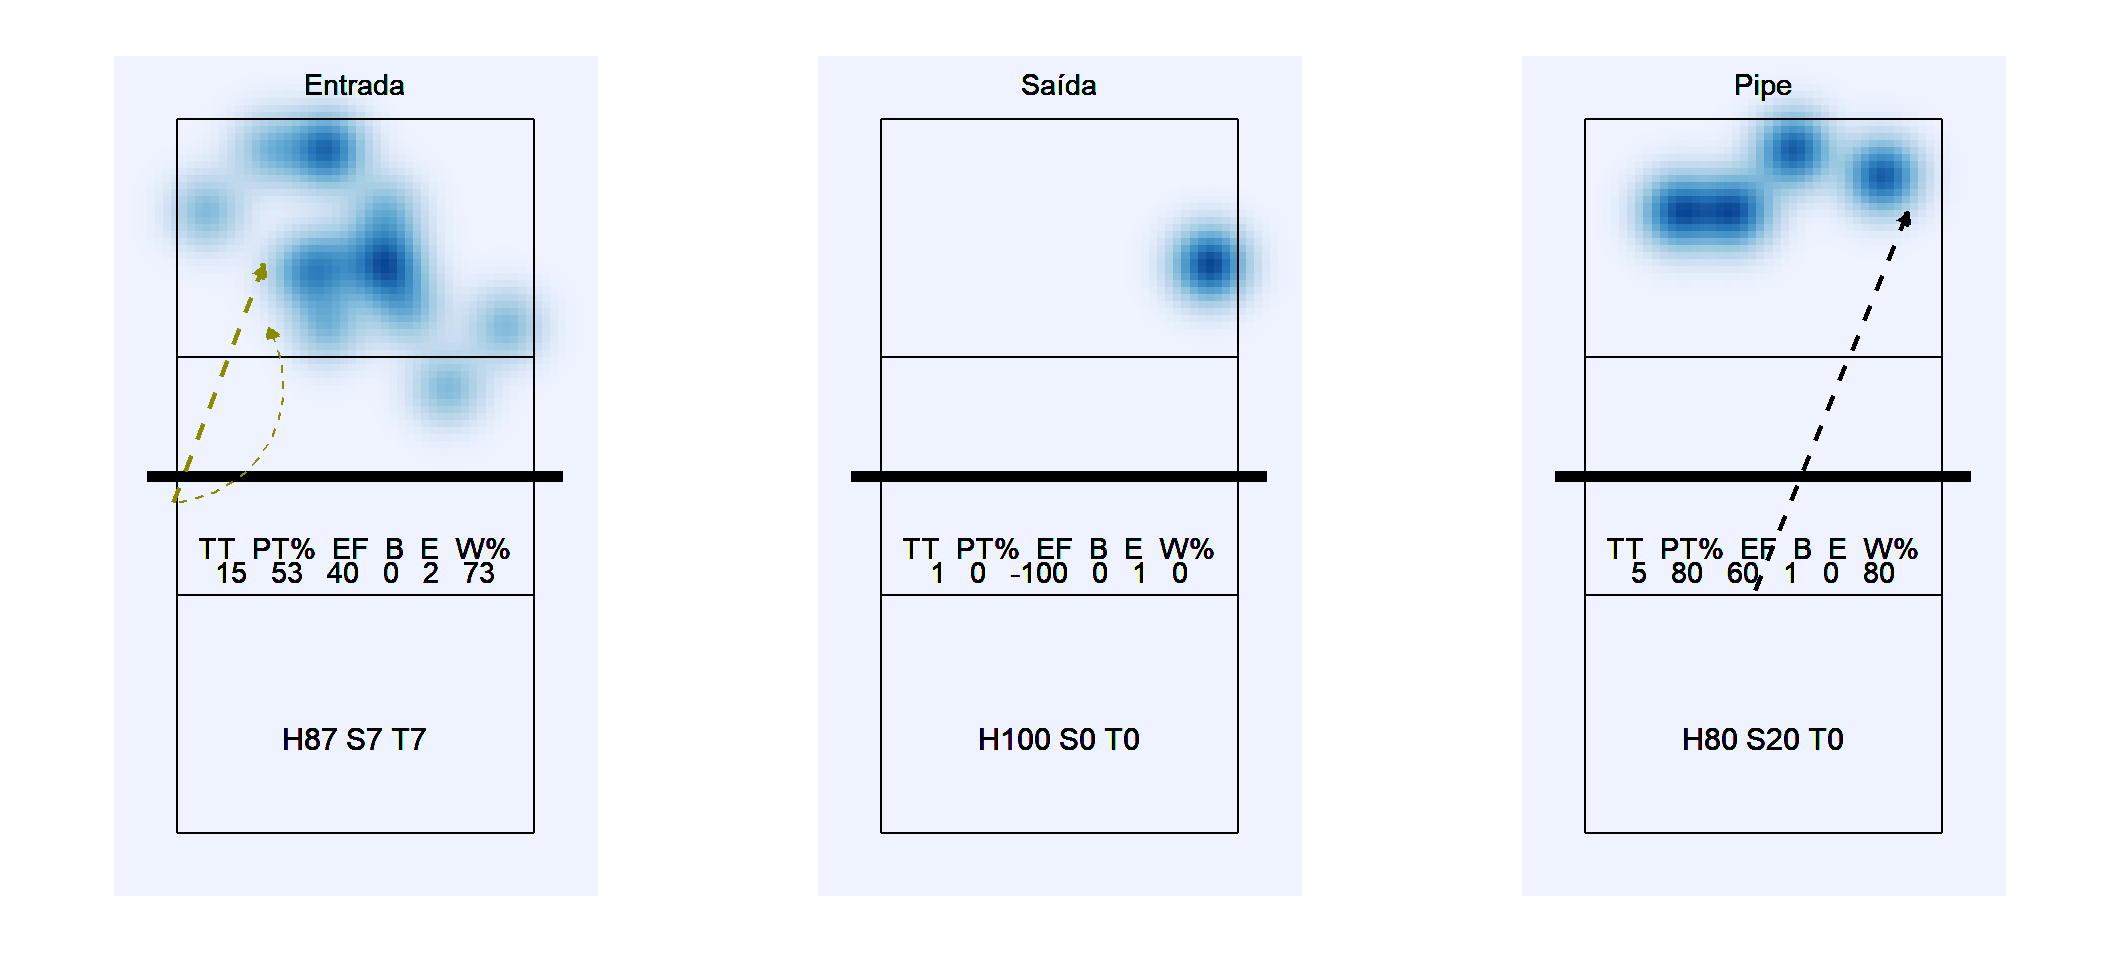 Entrada
TT PT% EF B E W%
15 53 40 0 2 73
H87 S7 T7
Saída
TT PT% EF B E W%
1 0 -100 0 1 0
H100 S0 T0
Pipe
TT PT% EF B E W%
5 80 60 1 0 80
H80 S20 T0